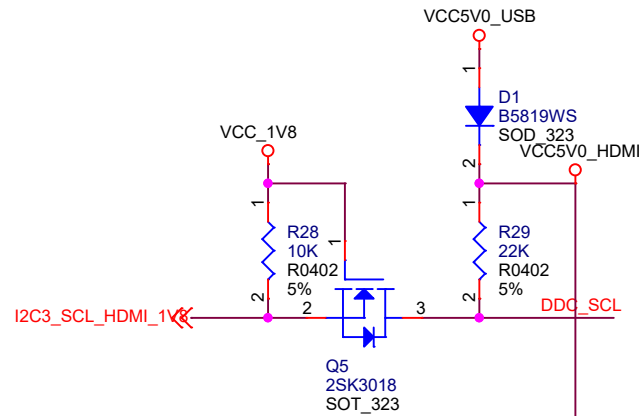 VCC5V0_USB
1
D1
B5819WS
SOD_323
2
VCC5V0_HDMI
VCC_1V8
1
R28
10K
R0402
5%
2
1
1
R29
22K
R0402
5%
2
I2C3_SCL_HDMI_1V8
2
3
DDC_SCL
Q5
2SK3018
SOT_323